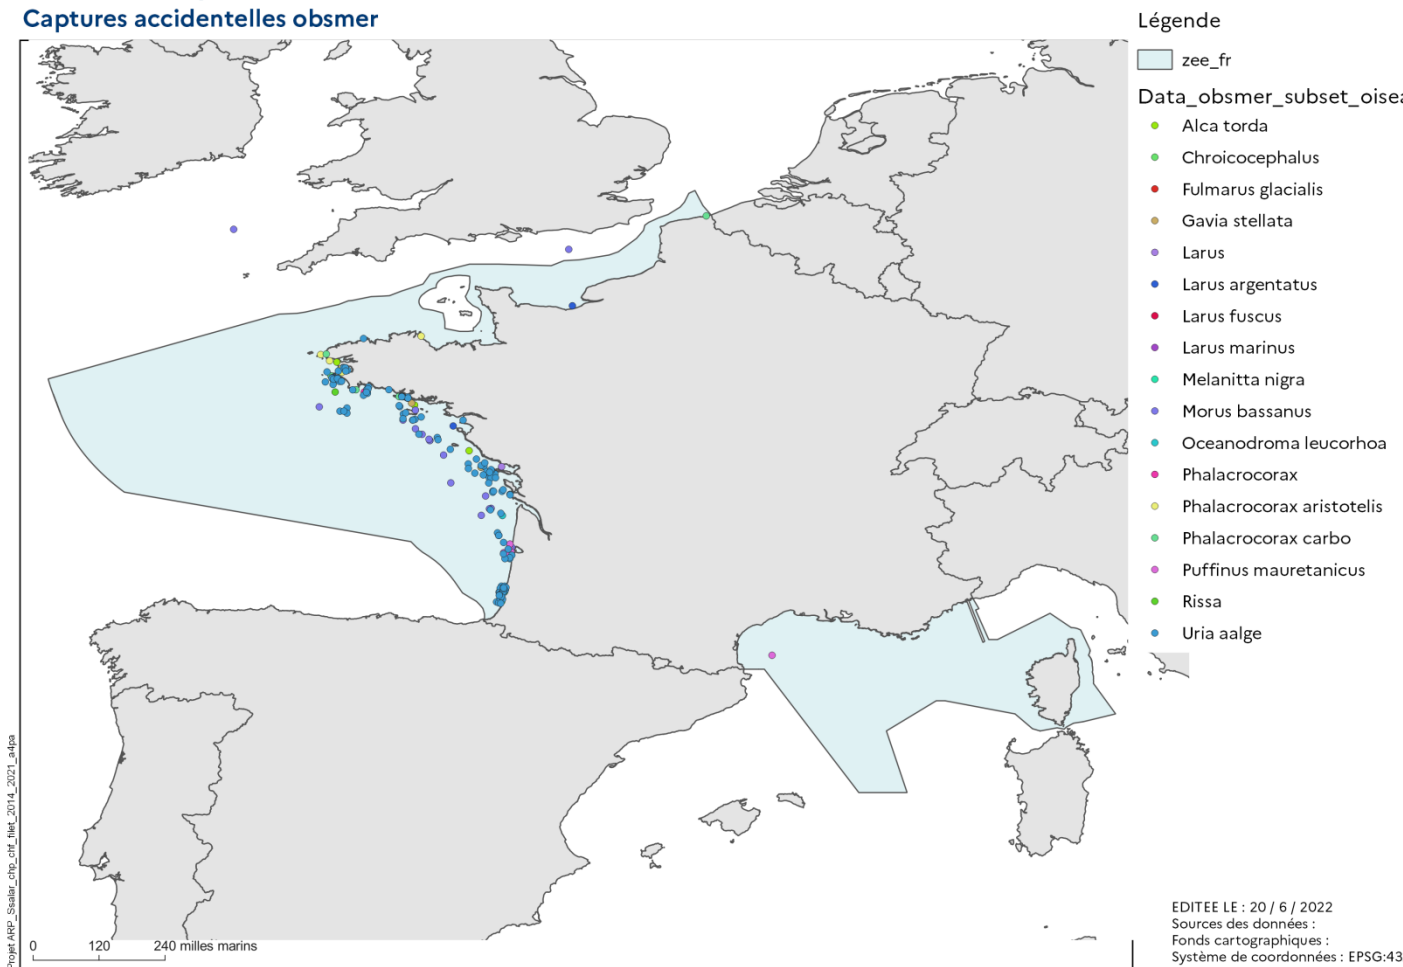 Captures accidentelles obsmer
Légende
zee_fr
Data_obsmer_subset_oisea
Alca torda
Chroicocephalus
Fulmarus glacialis
Gavia stellata
Larus
Larus argentatus
Larus fuscus
Larus marinus
Melanitta nigra
Morus bassanus
Oceanodroma leucorhoa
Phalacrocorax
Phalacrocorax aristotelis
Phalacrocorax carbo
Puffinus mauretanicus
Rissa
Uria aalge
Projet ARP_Ssalar_chp_chf_filet_2014_2021_a4pa
0 120 240 milles marins
EDITEE LE : 20 / 6 / 2022
Sources des données :
Fonds cartographiques :
Système de coordonnées : EPSG:43